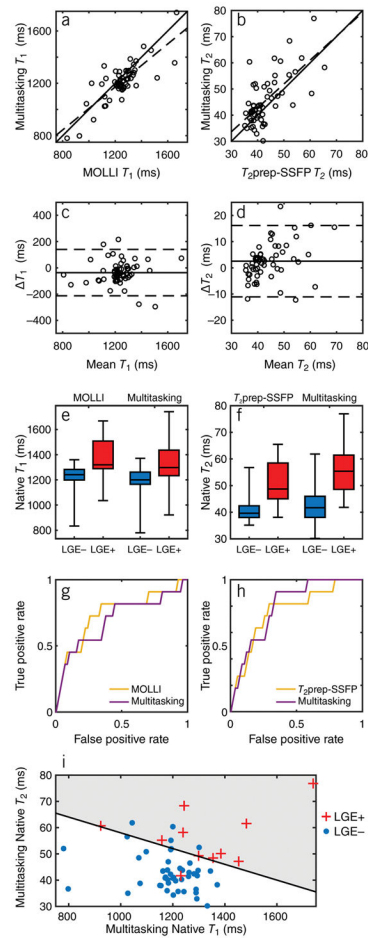 a
b
Multitasking T1 (ms)
1600
1200
800
800 1200 1600
MOLLI T1 (ms)
Multitasking T2 (ms)
80
70
60
50
40
30
30 40 50 60 70 80
T2prep-SSFP T2 (ms)
c
d
ΔT1 (ms)
400
200
0
−200
−400
800 1200 1600
Mean T1 (ms)
ΔT2 (ms)
20
10
0
−10
−20
30 40 50 60 70 80
Mean T2 (ms)
MOLLI Multitasking
e
Native T1 (ms)
1600
1400
1200
1000
800
LGE− LGE+ LGE− LGE+
T2prep-SSFP Multitasking
f
Native T2 (ms)
80
70
60
50
40
30
LGE− LGE+ LGE− LGE+
g
h
True positive rate
1
0.5
0
0 0.5 1
False positive rate
MOLLI
Multitasking
True positive rate
1
0.5
0
0 0.5 1
False positive rate
T2prep-SSFP
Multitasking
i
Multitasking Native T2 (ms)
80
70
60
50
40
30
800 1000 1200 1400 1600
Multitasking Native T1 (ms)
LGE+
LGE−